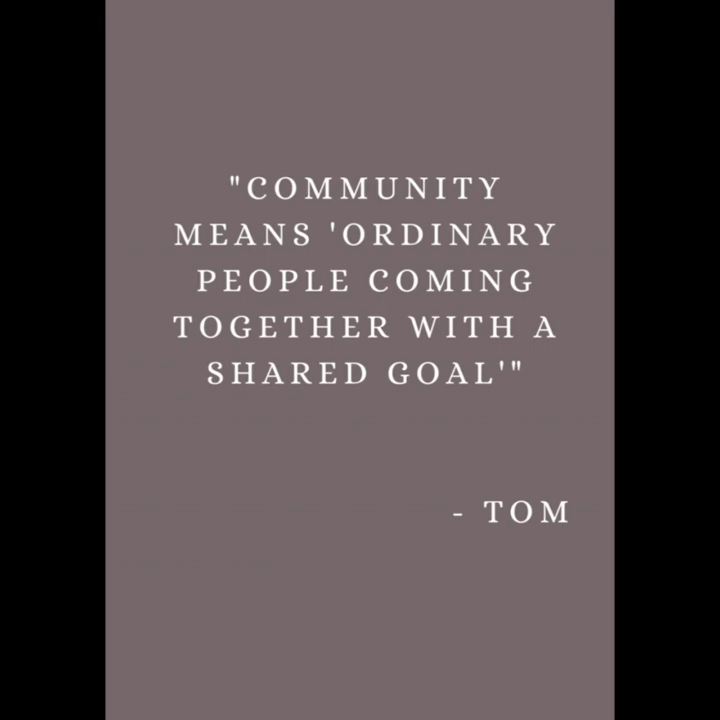 "COMMUNITY
MEANS 'ORDINARY
PEOPLE COMING
TOGETHER WITH A
SHARED GOAL'"
- TOM